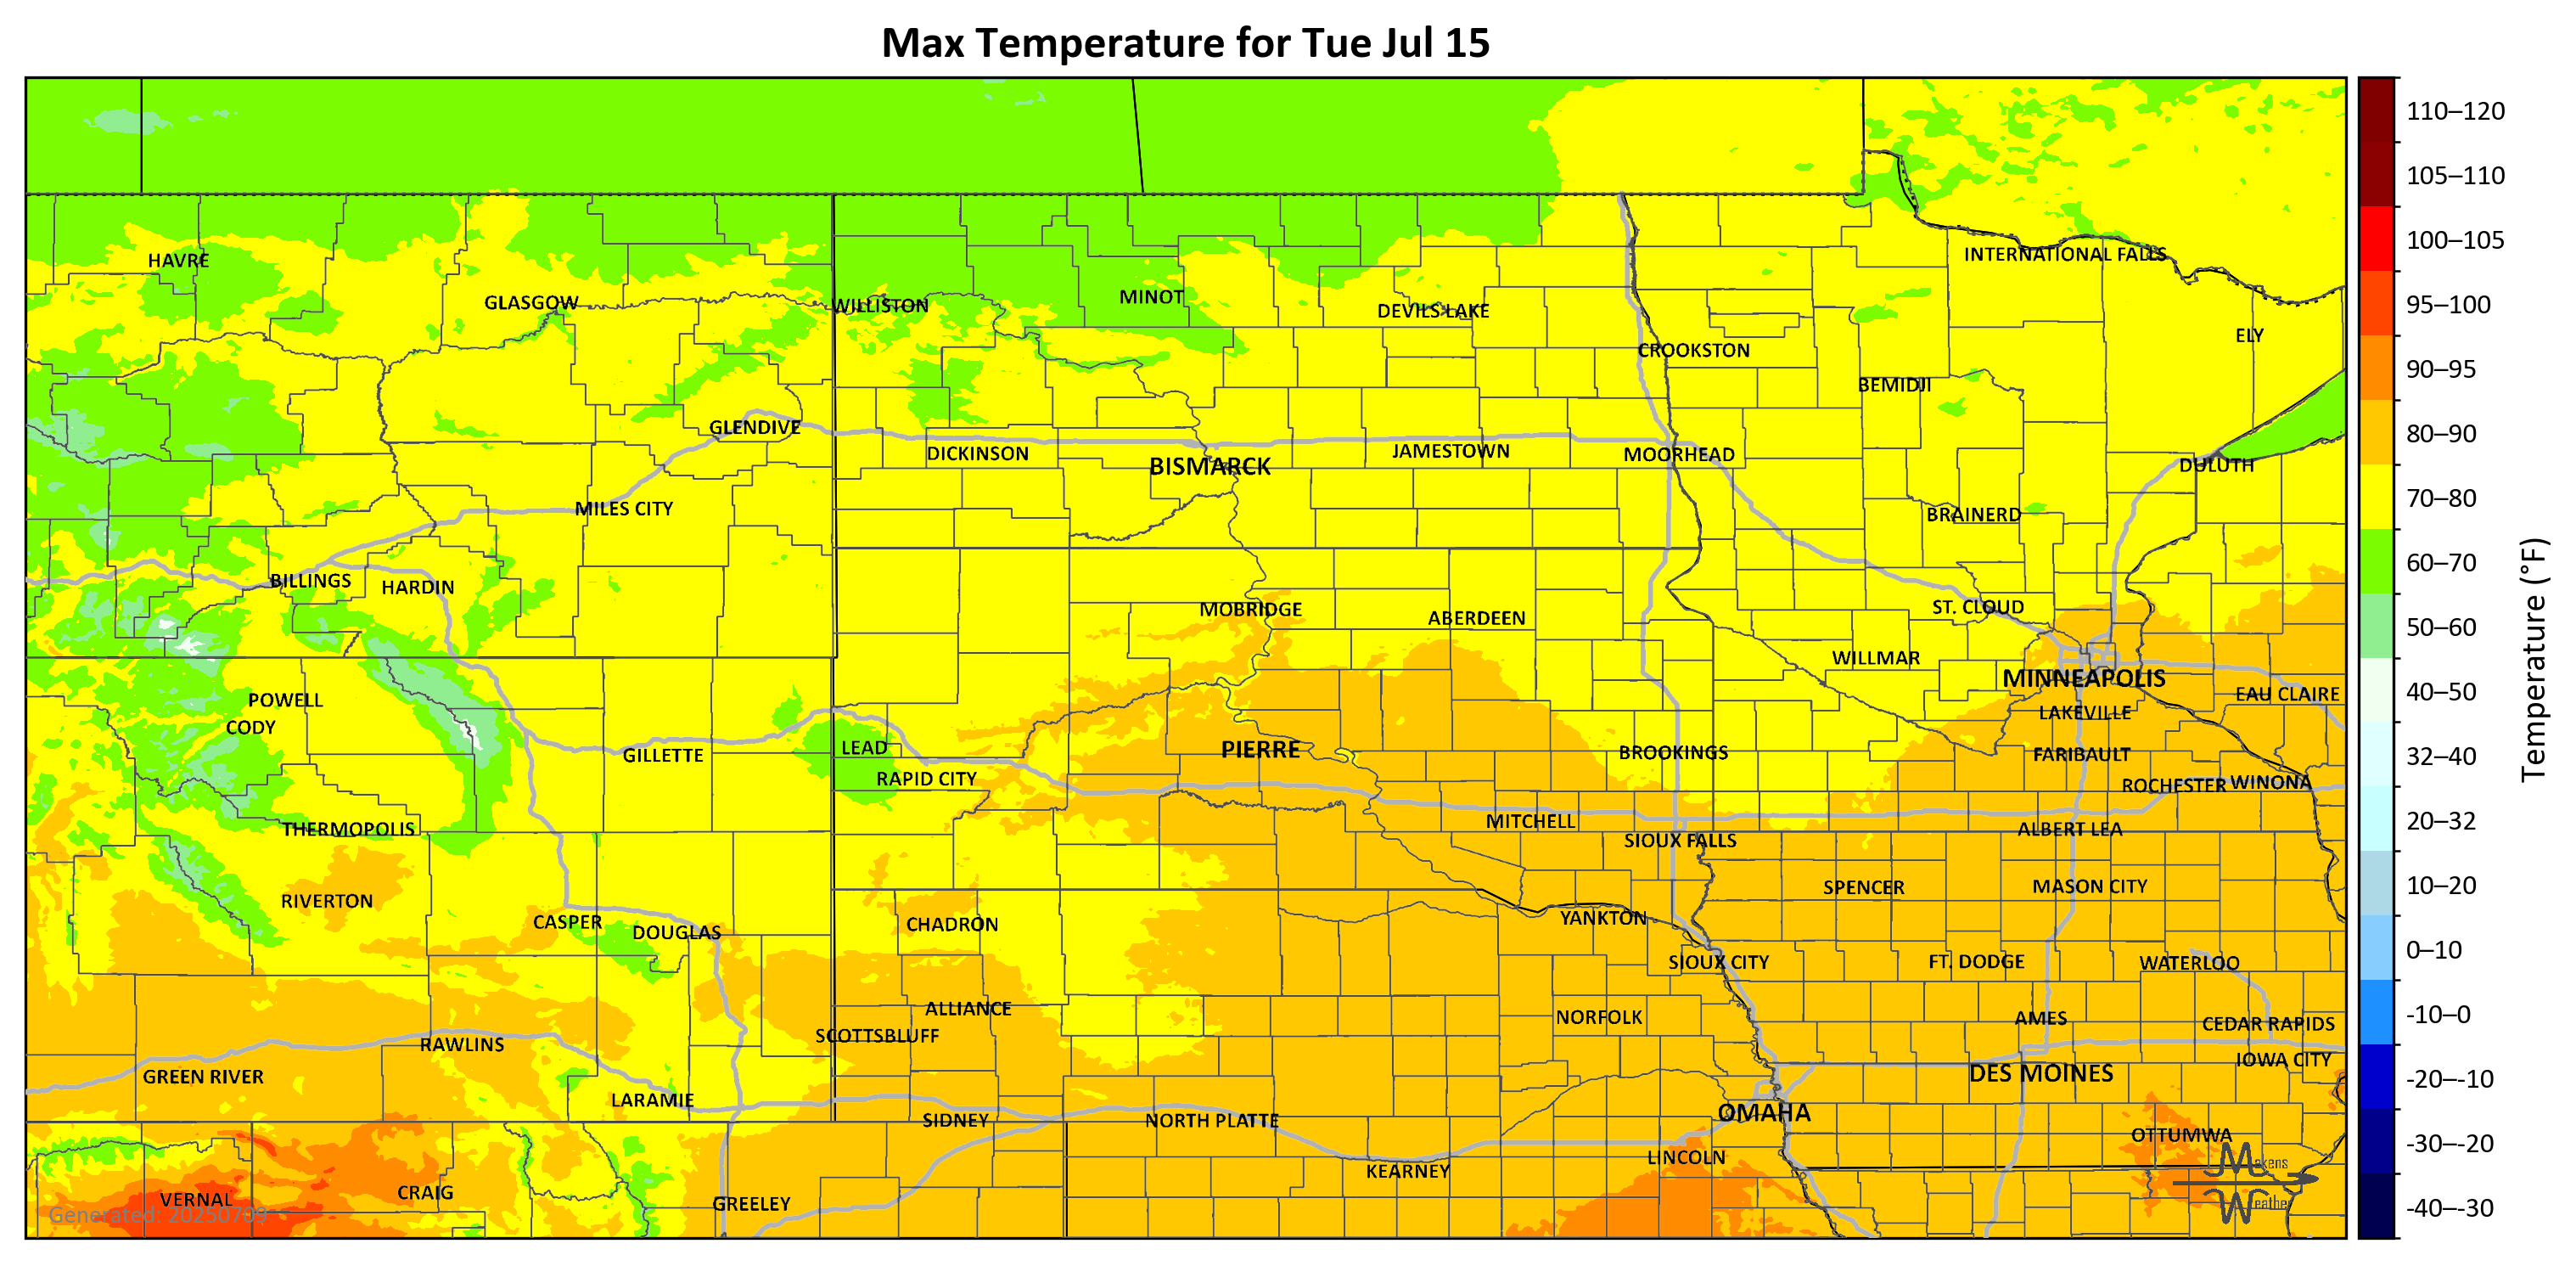 Max Temperature for Tue Jul 15
110–120
105–110
100–105
95–100
90–95
80–90
70–80
60–70
50–60
40–50
32–40
20–32
10–20
0–10
-10–0
-20–-10
-30–-20
-40–-30
Temperature (°F)
HAVRE
INTERNATIONAL FALLS
GLASGOW
WILLISTON
MINOT
DEVILS LAKE
ELY
CROOKSTON
BEMIDJI
GLENDIVE
DICKINSON
BISMARCK
JAMESTOWN
MOORHEAD
DULUTH
MILES CITY
BRAINERD
BILLINGS
HARDIN
MOBRIDGE
ABERDEEN
ST. CLOUD
WILLMAR
MINNEAPOLIS
POWELL
EAU CLAIRE
CODY
LAKEVILLE
GILLETTE
LEAD
PIERRE
BROOKINGS
FARIBAULT
RAPID CITY
ROCHESTER
WINONA
THERMOPOLIS
MITCHELL
SIOUX FALLS
ALBERT LEA
RIVERTON
SPENCER
MASON CITY
CASPER
DOUGLAS
CHADRON
YANKTON
SIOUX CITY
FT. DODGE
WATERLOO
ALLIANCE
NORFOLK
AMES
CEDAR RAPIDS
RAWLINS
SCOTTSBLUFF
IOWA CITY
GREEN RIVER
DES MOINES
LARAMIE
SIDNEY
NORTH PLATTE
OMAHA
OTTUMWA
LINCOLN
KEARNEY
VERNAL
CRAIG
GREELEY
Makens
Weather
Generated: 20250709